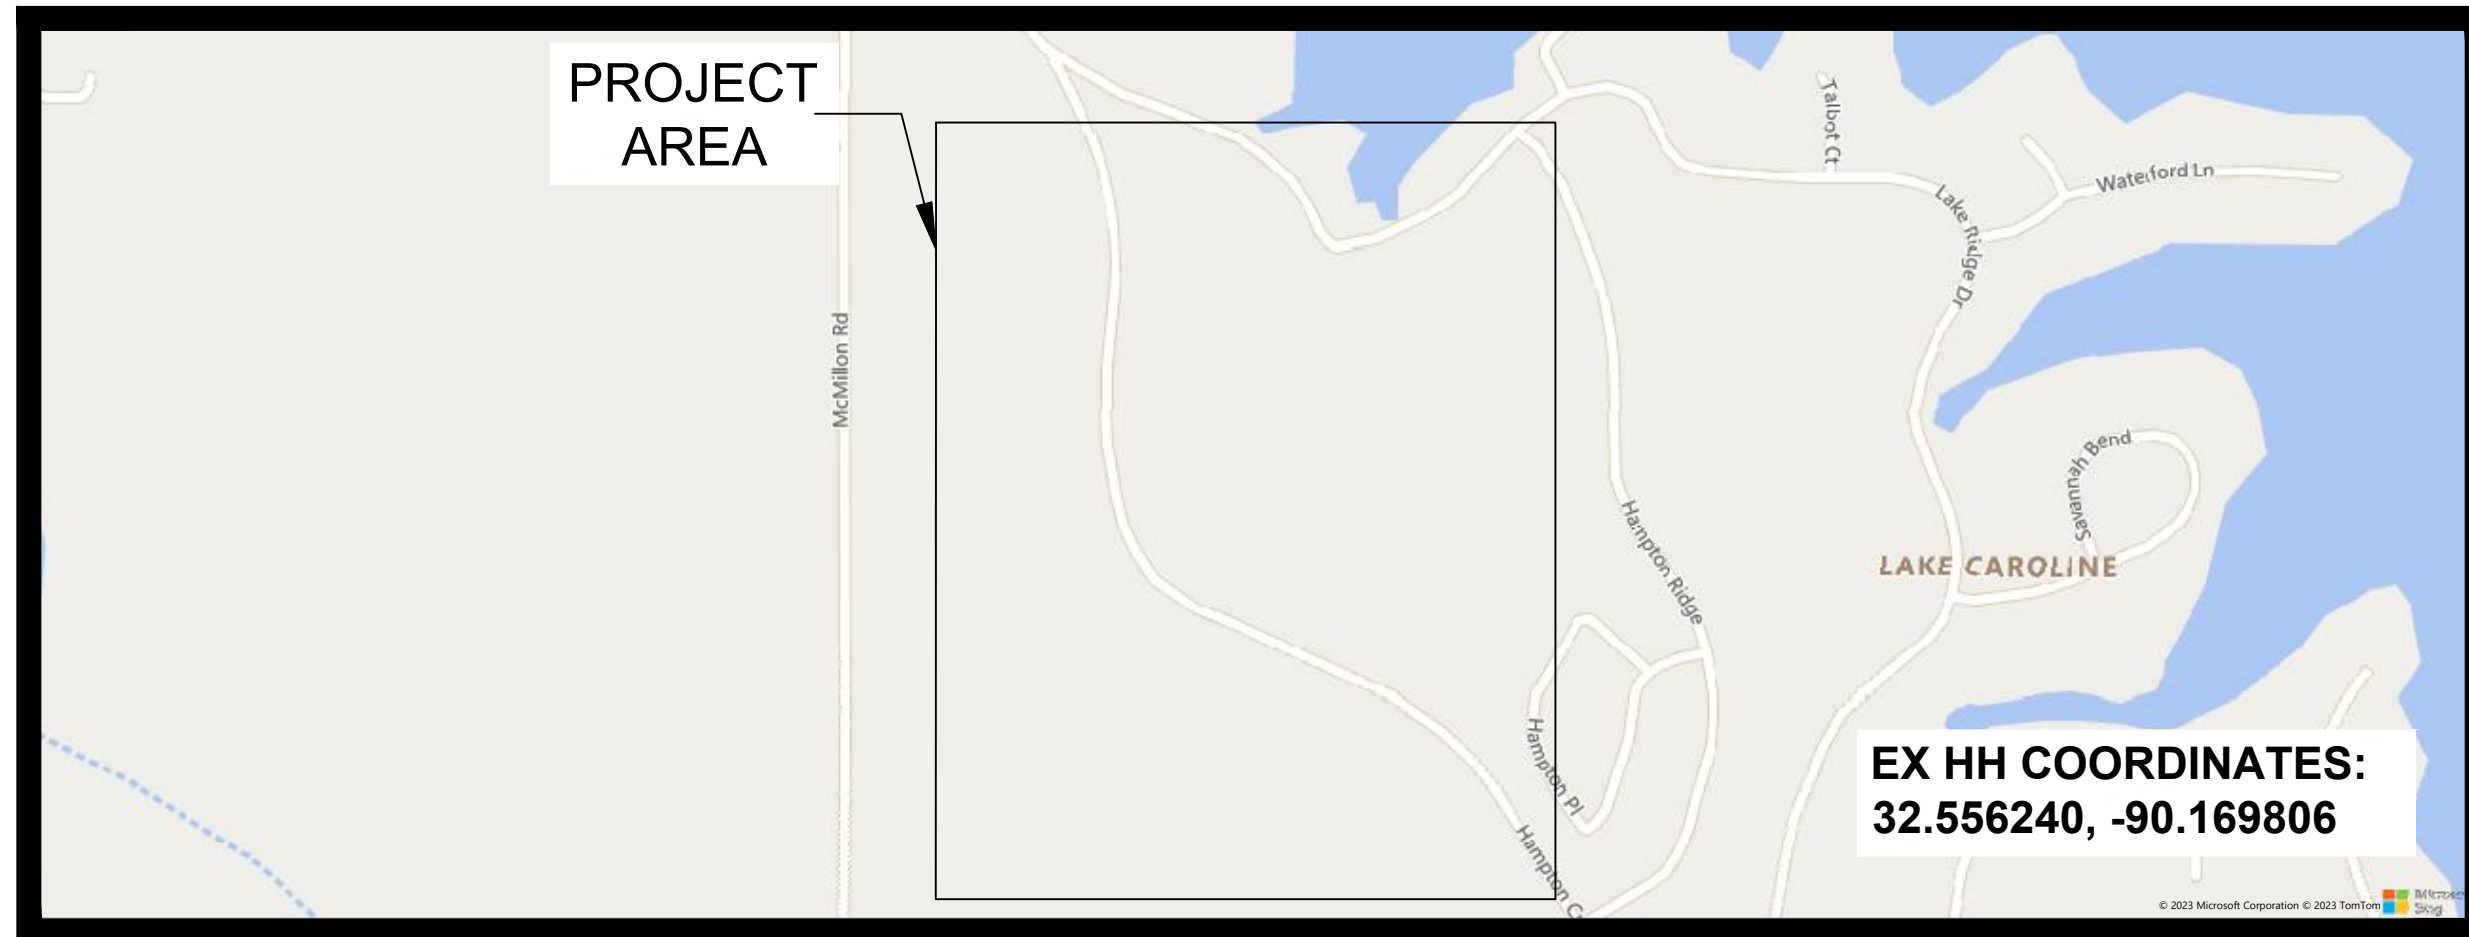 PROJECT
AREA
Talbot Ct
Waterford Ln
Lake Ridge Dr
McMillon Rd
Savannah Bend
Hampton Ridge
LAKE CAROLINE
Hampton Pl
EX HH COORDINATES:
32.556240, -90.169806
Hampton
© 2023 Microsoft Corporation © 2023 TomTom